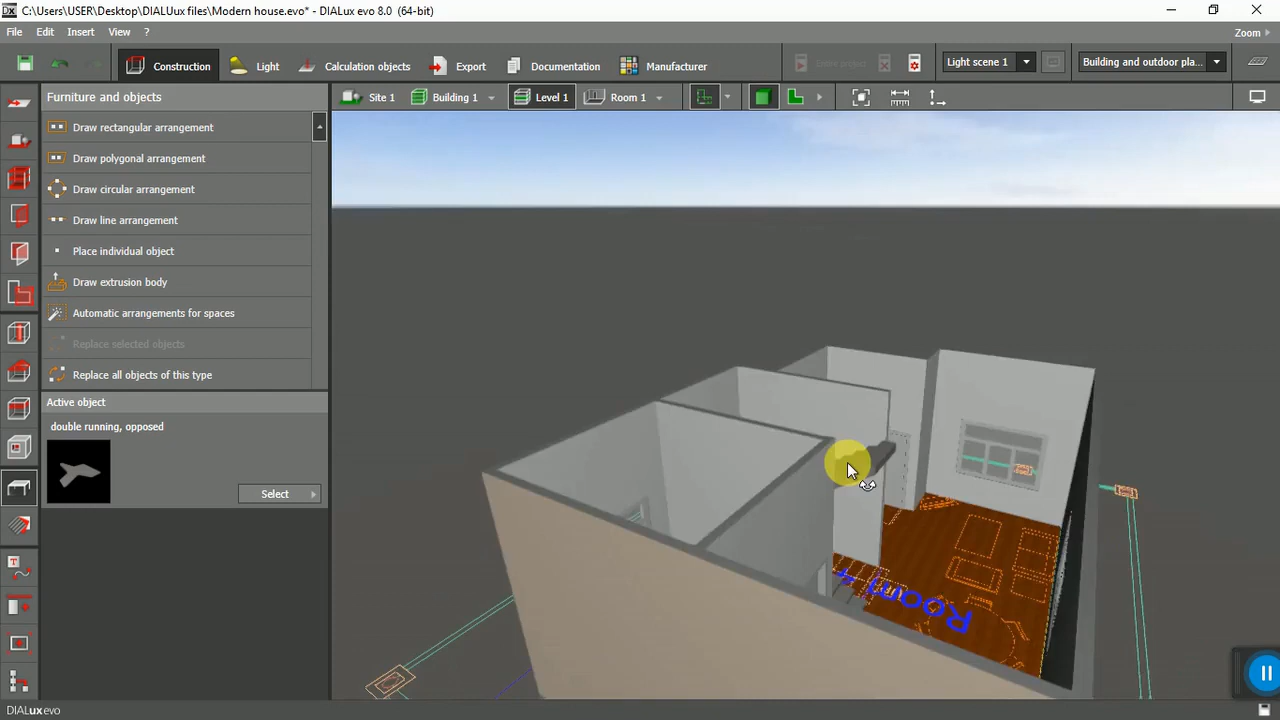 C:\Users\USER\Desktop\DIALUux files\Modern house.evo* - DIALux evo 8.0  (64-bit)
File Edit Insert View ?
Zoom
Construction Light Calculation objects Export Documentation Manufacturer
Entire project
Light scene 1
Building and outdoor pla...
Furniture and objects
Site 1 Building 1 Level 1 Room 1
Draw rectangular arrangement
Draw polygonal arrangement
Draw circular arrangement
Draw line arrangement
Place individual object
Draw extrusion body
Automatic arrangements for spaces
Replace selected objects
Replace all objects of this type
Active object
double running, opposed
Select
Room 4
DIALux evo